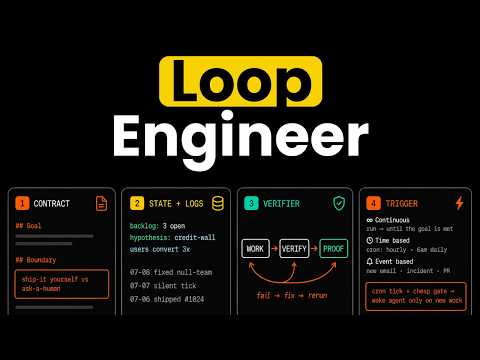 Loop
Engineer
1 CONTRACT
## Goal
## Boundary
ship-it yourself vs
ask-a-human
2 STATE + LOGS
backlog: 3 open
hypothesis: credit-wall
users convert 3x
07-08 fixed null-team
07-07 silent tick
07-06 shipped #1024
3 VERIFIER
WORK VERIFY PROOF
fail → fix → rerun
4 TRIGGER
∞ Continuous
run → until the goal is met
Time based
cron: hourly · 6am daily
Event based
new email · incident · PR
cron tick + cheap gate →
wake agent only on new work